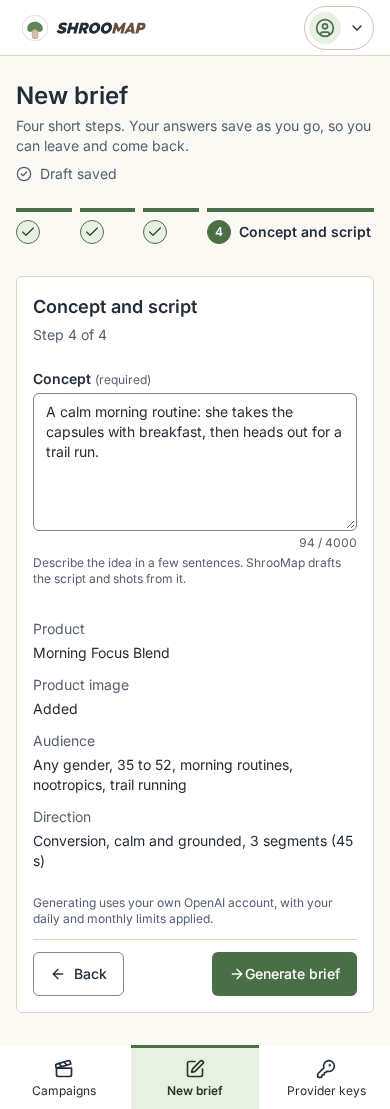 SHROOMAP
New brief
Four short steps. Your answers save as you go, so you
can leave and come back.
Draft saved
4 Concept and script
Concept and script
Step 4 of 4
Concept (required)
A calm morning routine: she takes the
capsules with breakfast, then heads out for a
trail run.
94 / 4000
Describe the idea in a few sentences. ShrooMap drafts
the script and shots from it.
Product
Morning Focus Blend
Product image
Added
Audience
Any gender, 35 to 52, morning routines,
nootropics, trail running
Direction
Conversion, calm and grounded, 3 segments (45
s)
Generating uses your own OpenAI account, with your
daily and monthly limits applied.
Back
Generate brief
Campaigns
New brief
Provider keys